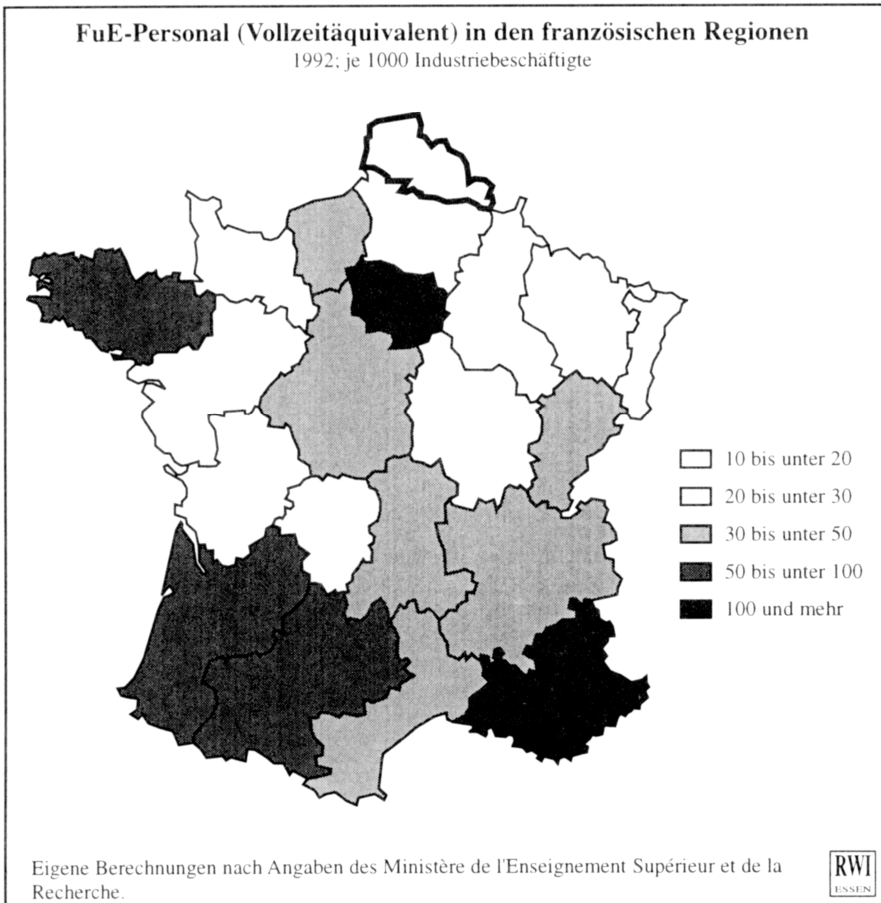 FuE-Personal (Vollzeitäquivalent) in den französischen Regionen
1992; je 1000 Industriebeschäftigte
10 bis unter 20
20 bis unter 30
30 bis unter 50
50 bis unter 100
100 und mehr
Eigene Berechnungen nach Angaben des Ministère de l'Enseignement Supérieur et de la
Recherche.
RWI
ESSEN